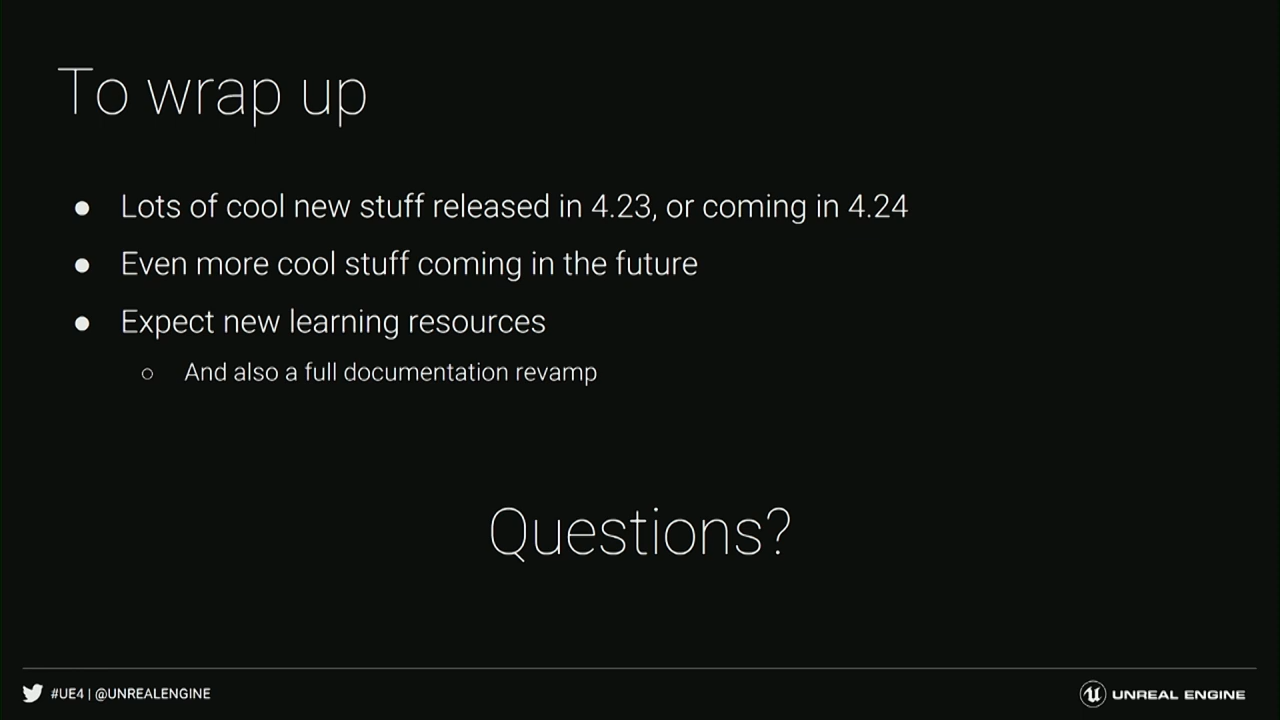 To wrap up
● Lots of cool new stuff released in 4.23, or coming in 4.24
● Even more cool stuff coming in the future
● Expect new learning resources
○ And also a full documentation revamp
Questions?
#UE4 | @UNREALENGINE
UNREAL ENGINE